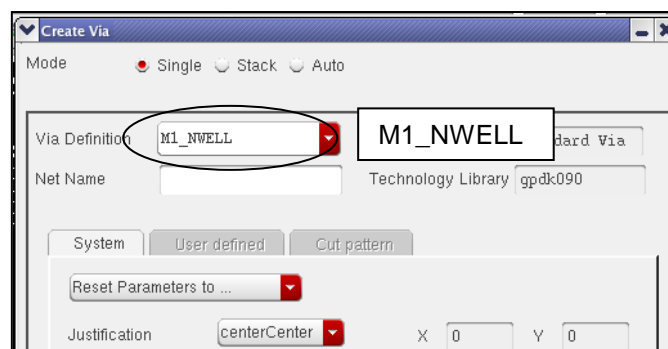 Create Via
Mode Single Stack Auto
Via Definition M1_NWELL M1_NWELL dard Via
Net Name Technology Library gpdk090
System User defined Cut pattern
Reset Parameters to ...
Justification centerCenter X 0 Y 0